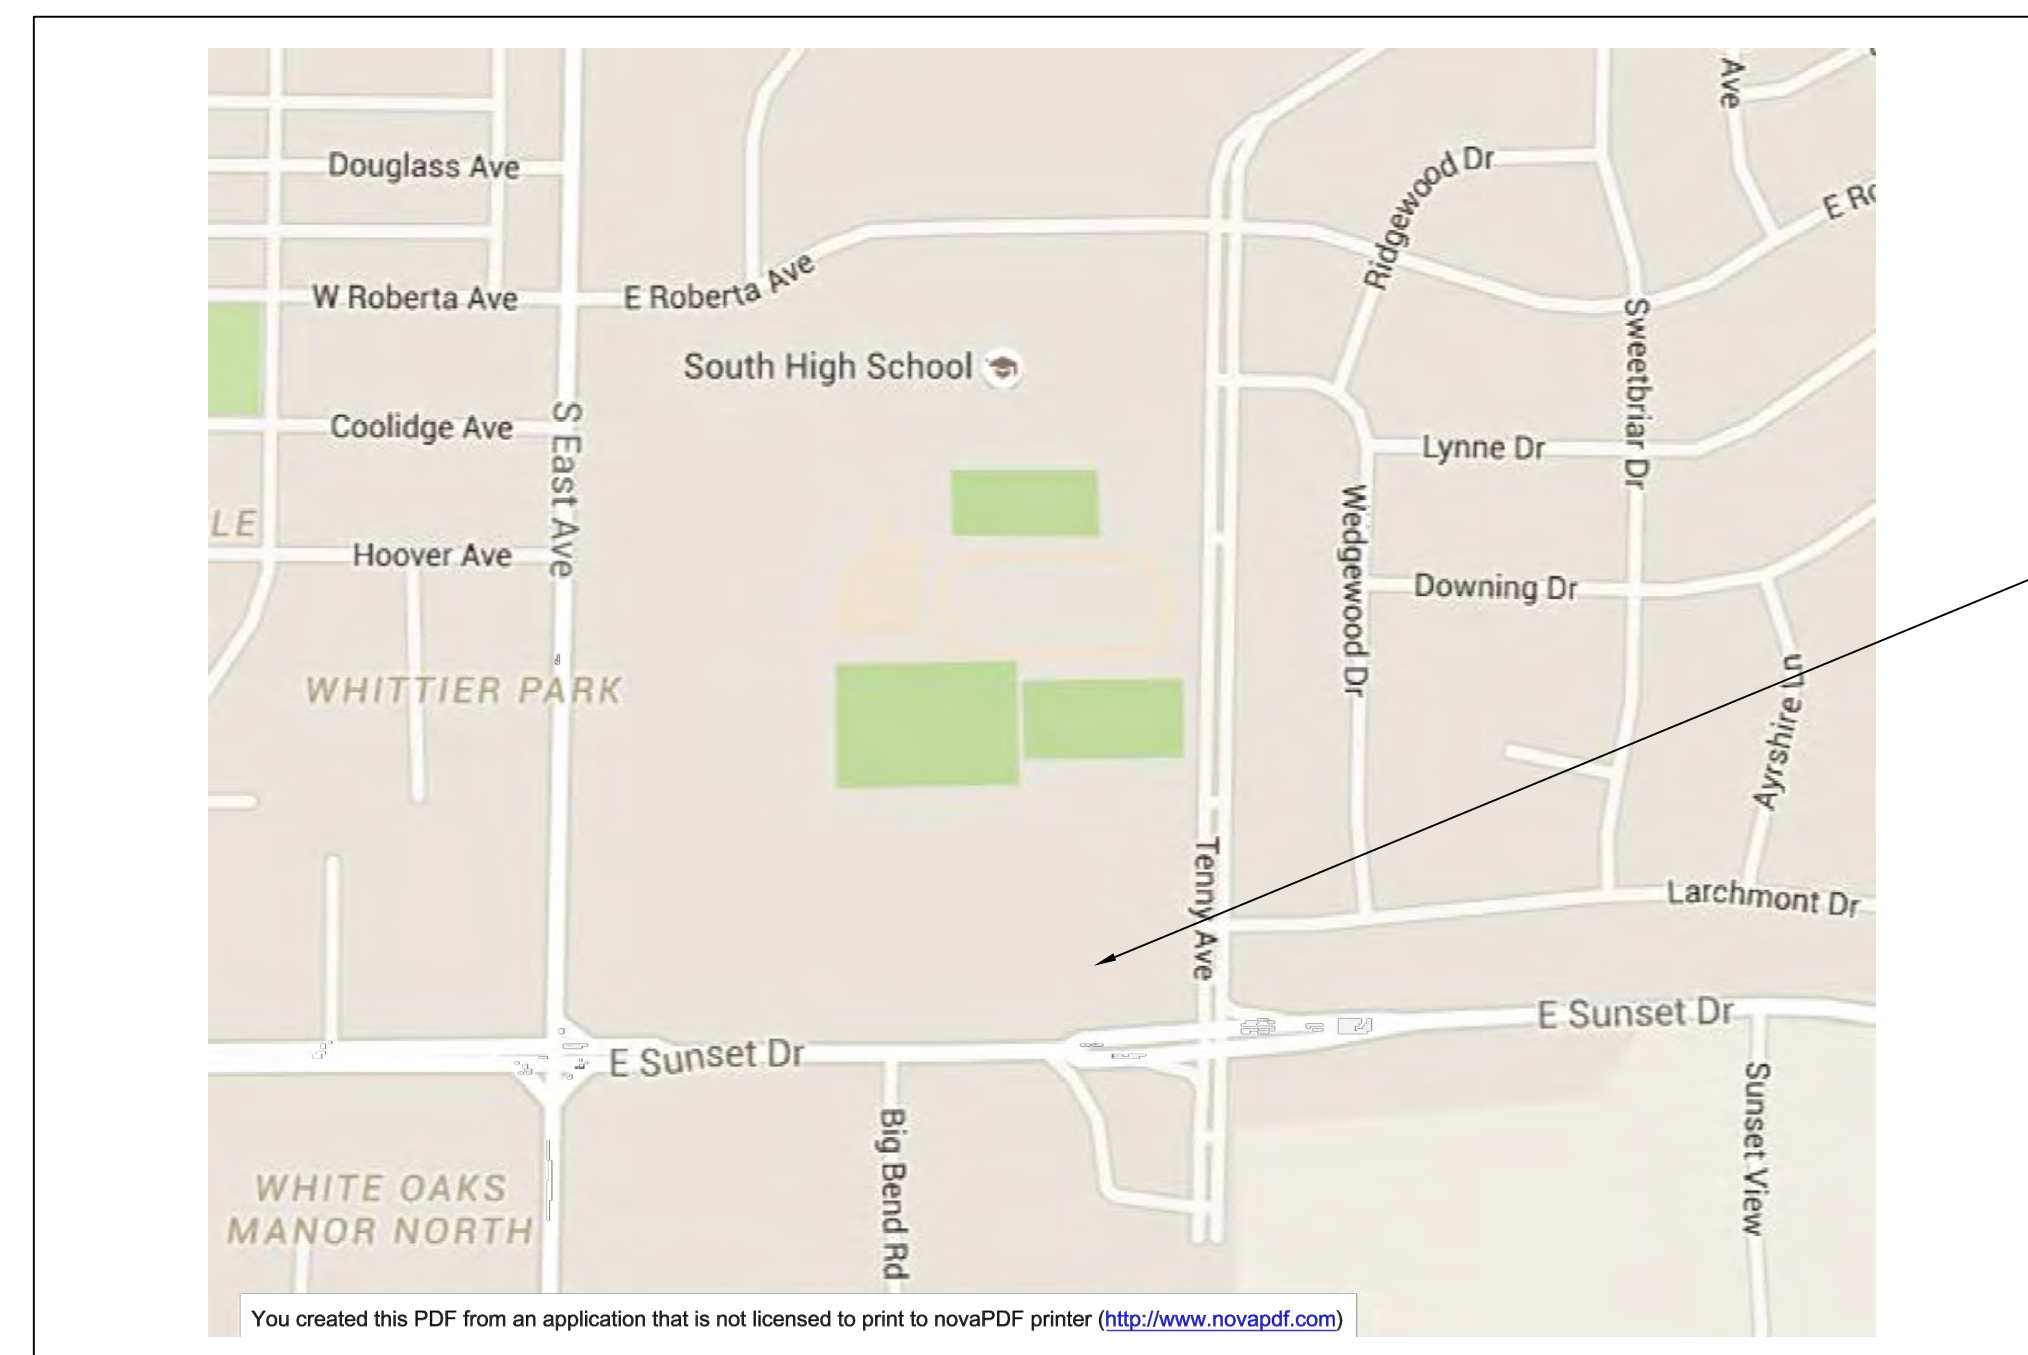 Ave
Douglass Ave
Ridgewood Dr
E Ro
W Roberta Ave
E Roberta Ave
South High School
Sweetbriar Dr
Coolidge Ave
S East Ave
Lynne Dr
LE
Hoover Ave
Wedgewood Dr
Downing Dr
WHITTIER PARK
Ayrshire Ln
Tenny Ave
Larchmont Dr
E Sunset Dr
E Sunset Dr
Big Bend Rd
Sunset View
WHITE OAKS
MANOR NORTH
You created this PDF from an application that is not licensed to print to novaPDF printer (http://www.novapdf.com)